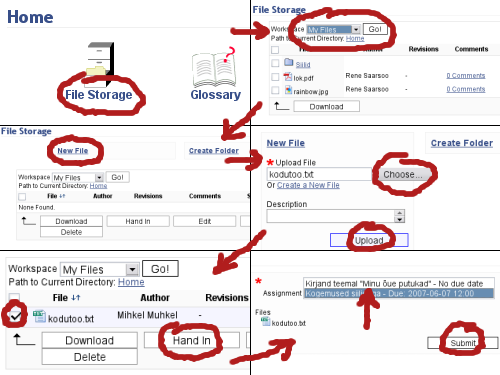 Home
File Storage
Glossary
File Storage
Workspace My Files Go!
Path to Current Directory: Home
File Author Revisions Comments
Sillid
lok.pdf Rene Saarsoo - 0 Comments
rainbow.jpg Rene Saarsoo - 0 Comments
Download
File Storage
New File Create Folder
Workspace My Files Go!
Path to Current Directory: Home
File Author Revisions Comments
None Found.
Download Hand In Edit
Delete
New File Create Folder
* Upload File
kodutoo.txt Choose...
Or Create a New File
Description
Upload
Workspace My Files Go!
Path to Current Directory: Home
File Author Revisions
kodutoo.txt Mihkel Muhkel -
Download Hand In
Delete
*
Kirjand teemal "Minu õue putukad" - No due date
Assignment Kogemused - Due: 2007-06-07 12:00
Files
kodutoo.txt
Submit